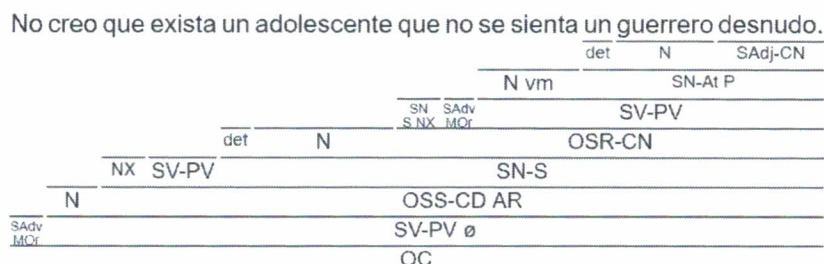 No creo que exista un adolescente que no se sienta un guerrero desnudo.
det N SAdj-CN
N vm SN-At P
SN S NX SAdv MOr SV-PV
det N OSR-CN
NX SV-PV SN-S
N OSS-CD AR
SAdv MOr SV-PV ø
OC